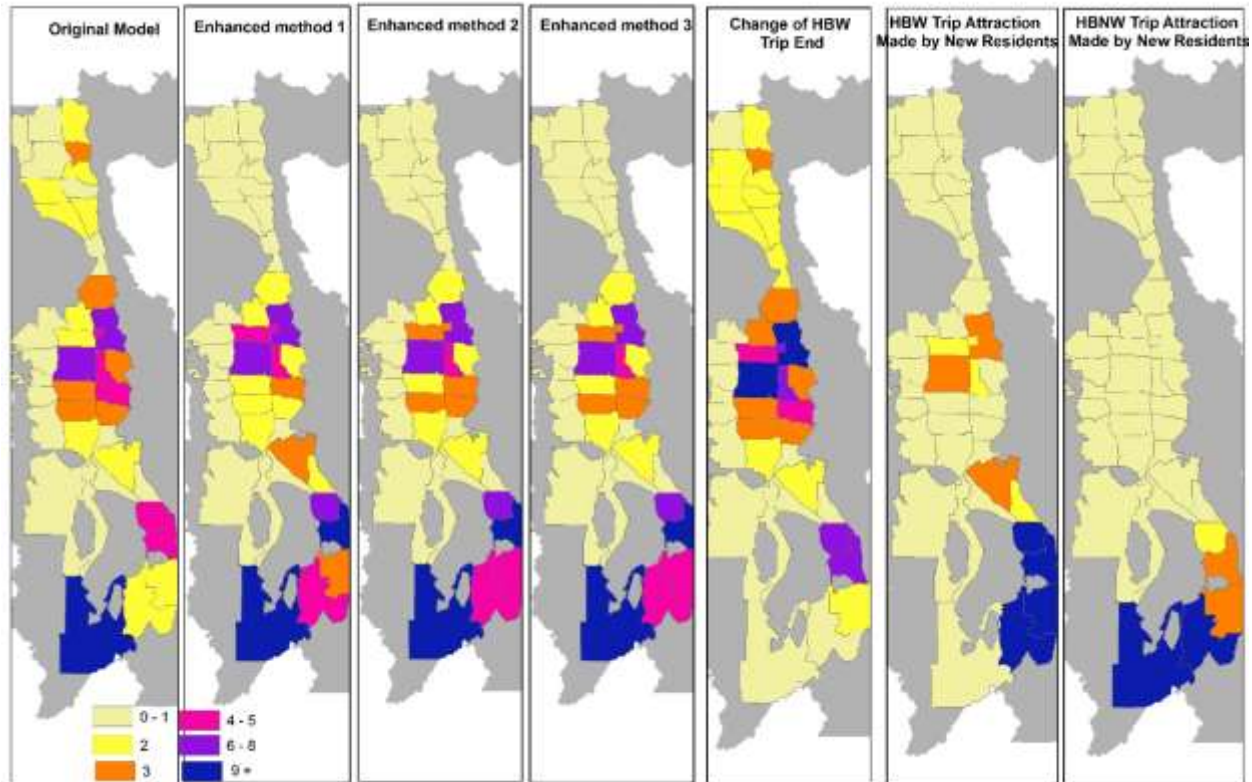 Original Model
Enhanced method 1
Enhanced method 2
Enhanced method 3
Change of HBW
Trip End
HBW Trip Attraction
Made by New Residents
HBNW Trip Attraction
Made by New Residents
0 - 1
2
3
4 - 5
6 - 8
9 +